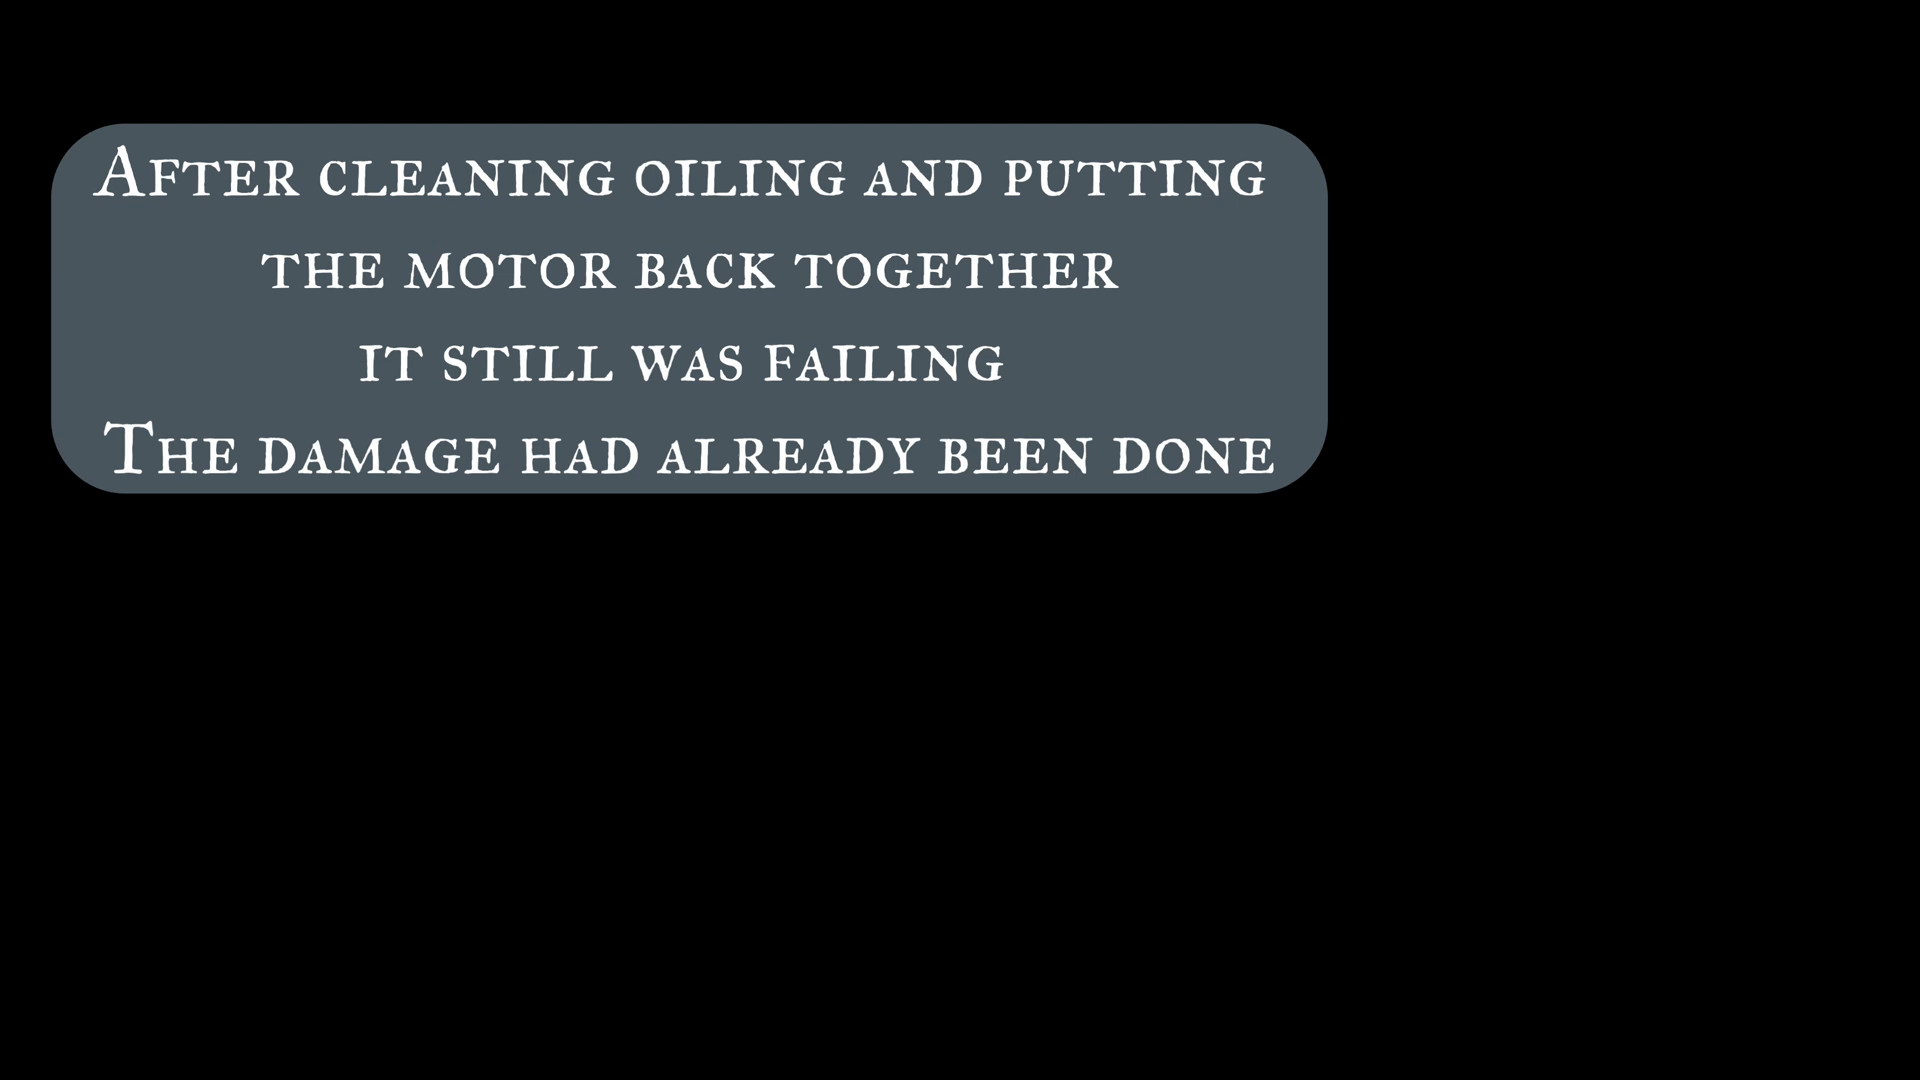 After cleaning oiling and putting
the motor back together
it still was failing
The damage had already been done